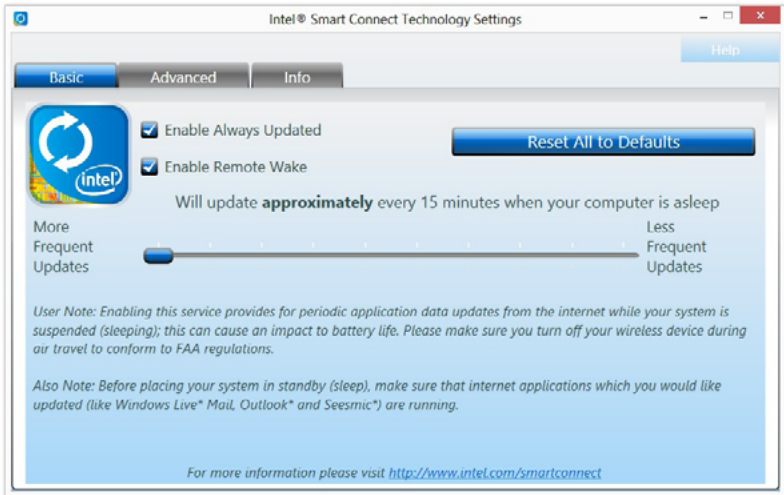 Intel® Smart Connect Technology Settings
Help
Basic Advanced Info
Enable Always Updated
Reset All to Defaults
Enable Remote Wake
(intel)
Will update approximately every 15 minutes when your computer is asleep
More
Frequent
Updates
Less
Frequent
Updates
User Note: Enabling this service provides for periodic application data updates from the internet while your system is
suspended (sleeping); this can cause an impact to battery life. Please make sure you turn off your wireless device during
air travel to conform to FAA regulations.
Also Note: Before placing your system in standby (sleep), make sure that internet applications which you would like
updated (like Windows Live* Mail, Outlook* and Seesmic*) are running.
For more information please visit http://www.intel.com/smartconnect